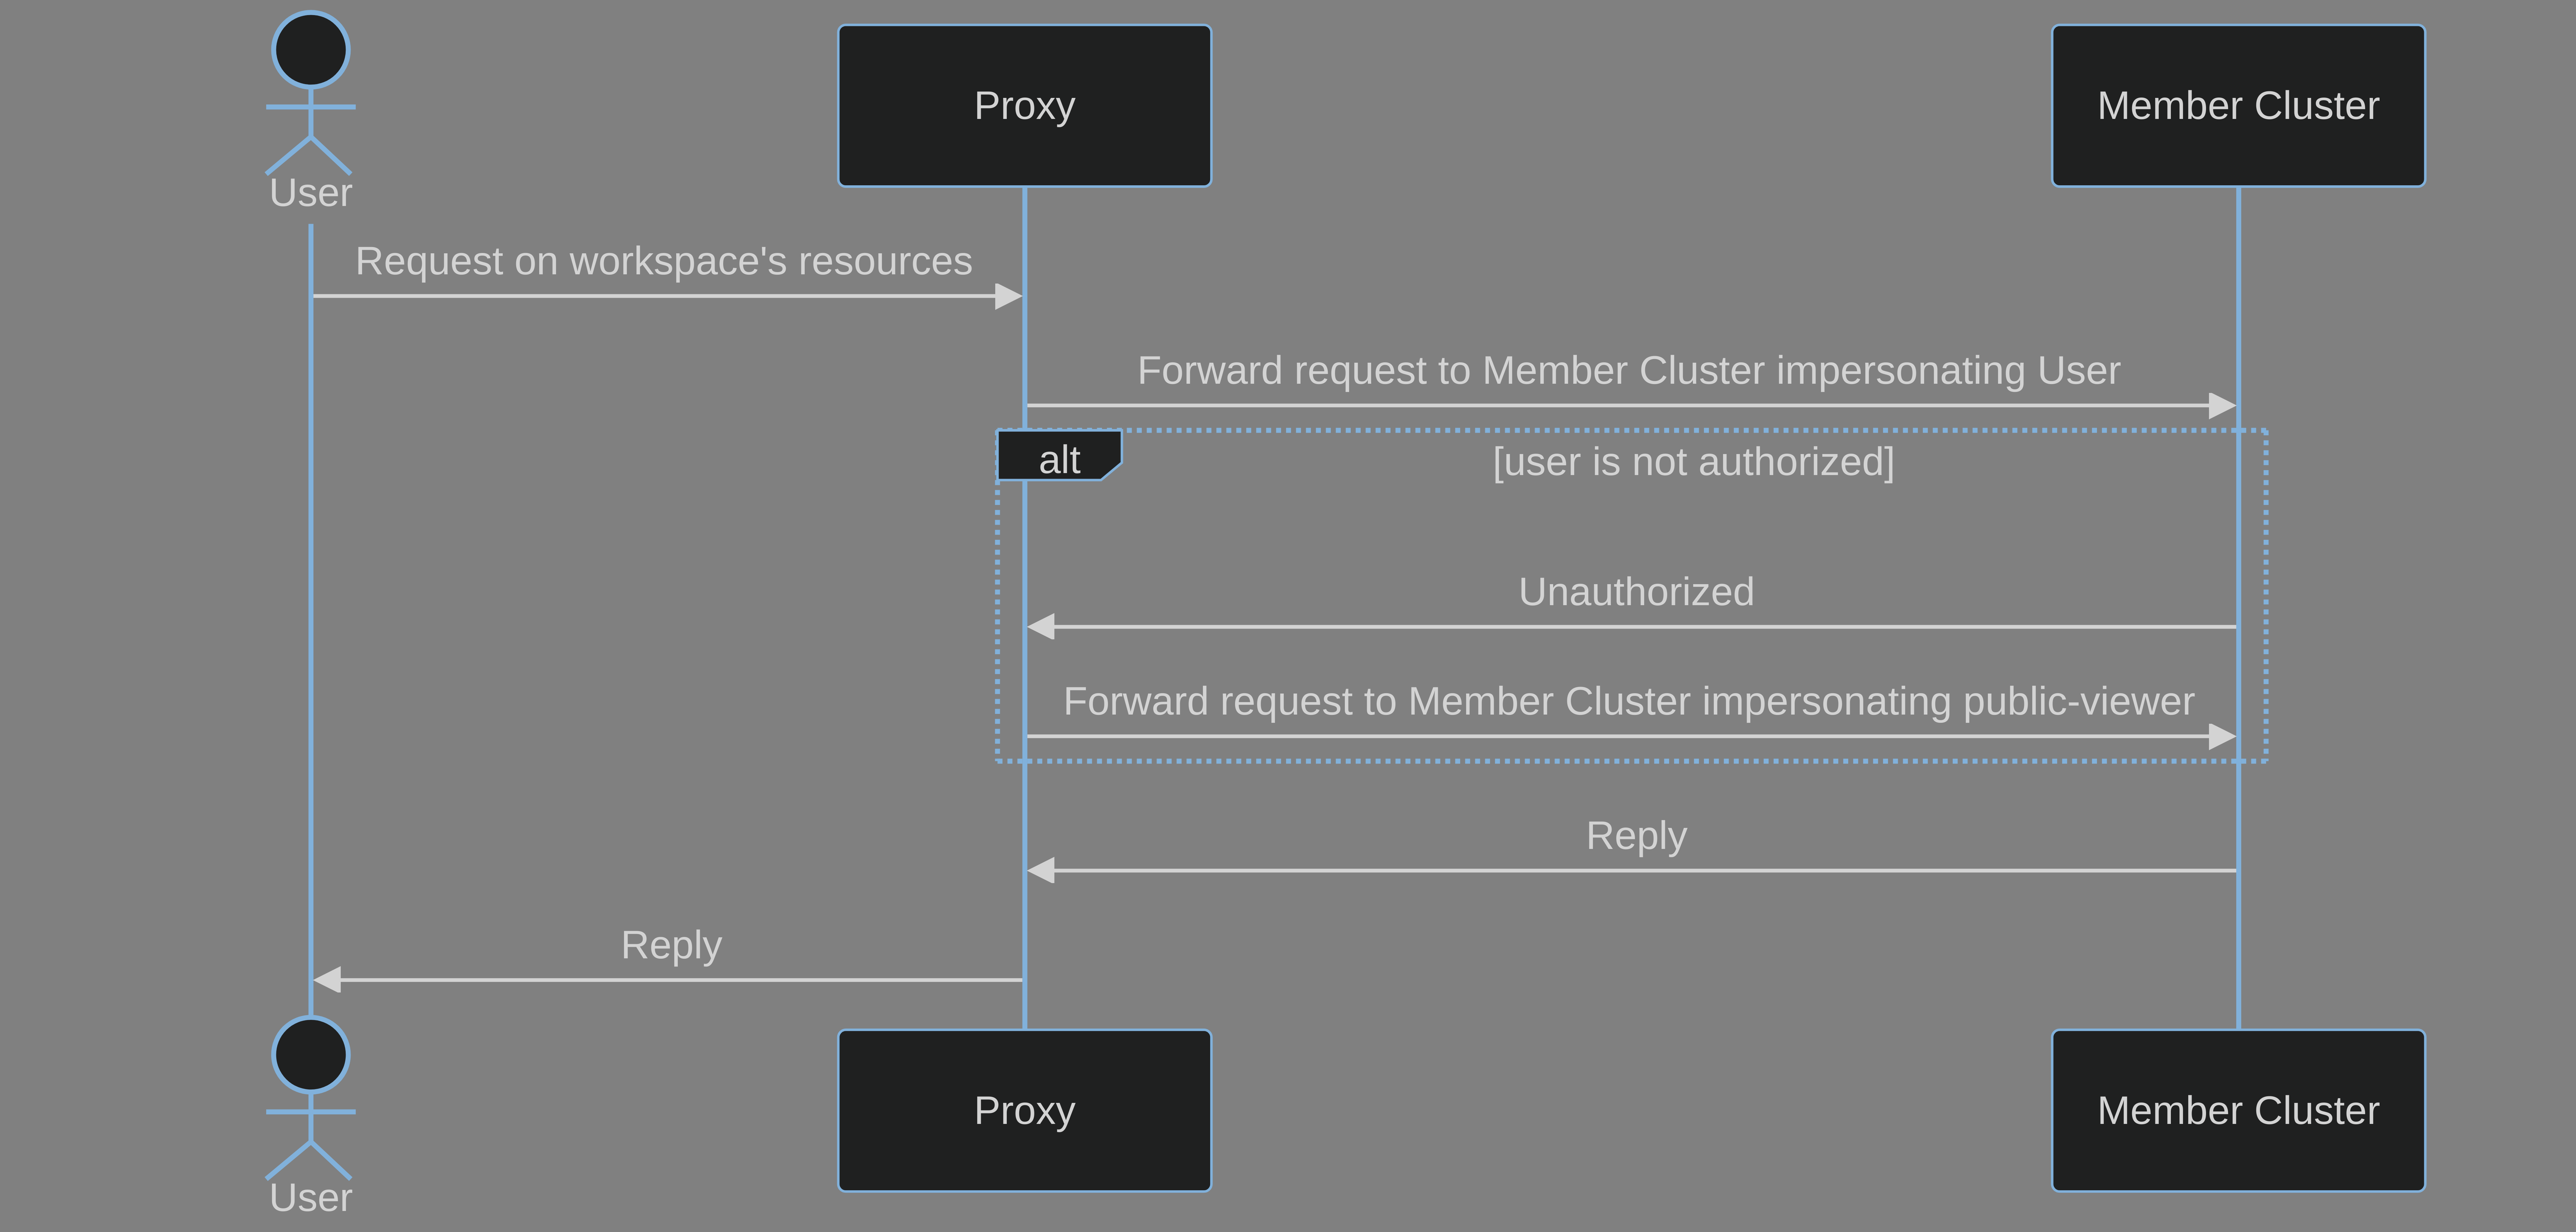 User
Proxy
Member Cluster
Request on workspace's resources
Forward request to Member Cluster impersonating User
alt
[user is not authorized]
Unauthorized
Forward request to Member Cluster impersonating public-viewer
Reply
Reply
User
Proxy
Member Cluster